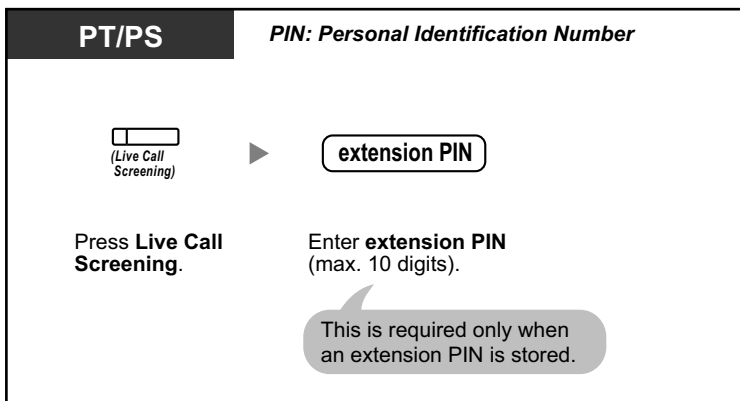 PT/PS
PIN: Personal Identification Number
(Live Call
Screening)
extension PIN
Press Live Call
Screening.
Enter extension PIN
(max. 10 digits).
This is required only when
an extension PIN is stored.